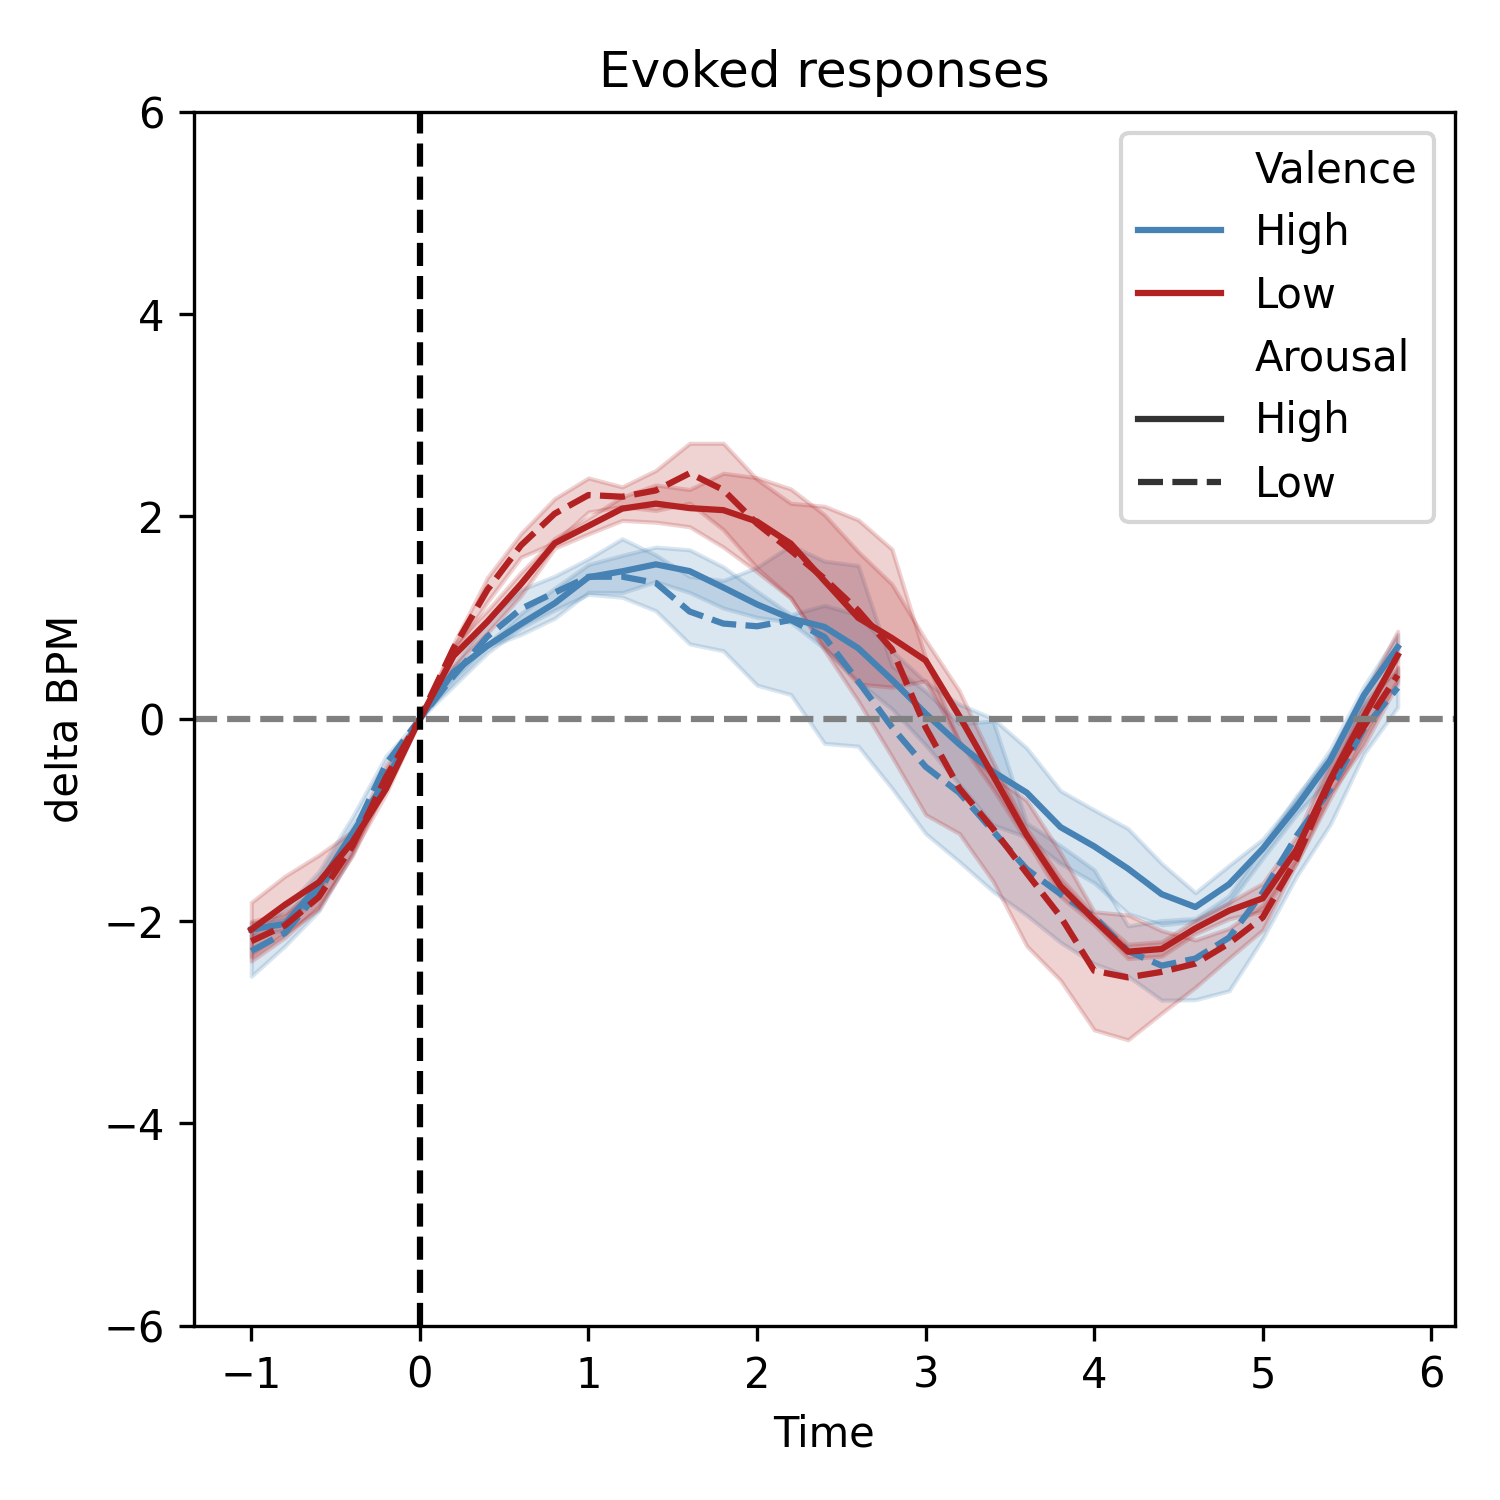 Evoked responses
6
4
2
0
−2
−4
−6
delta BPM
Valence
High
Low
Arousal
High
Low
−1 0 1 2 3 4 5 6
Time